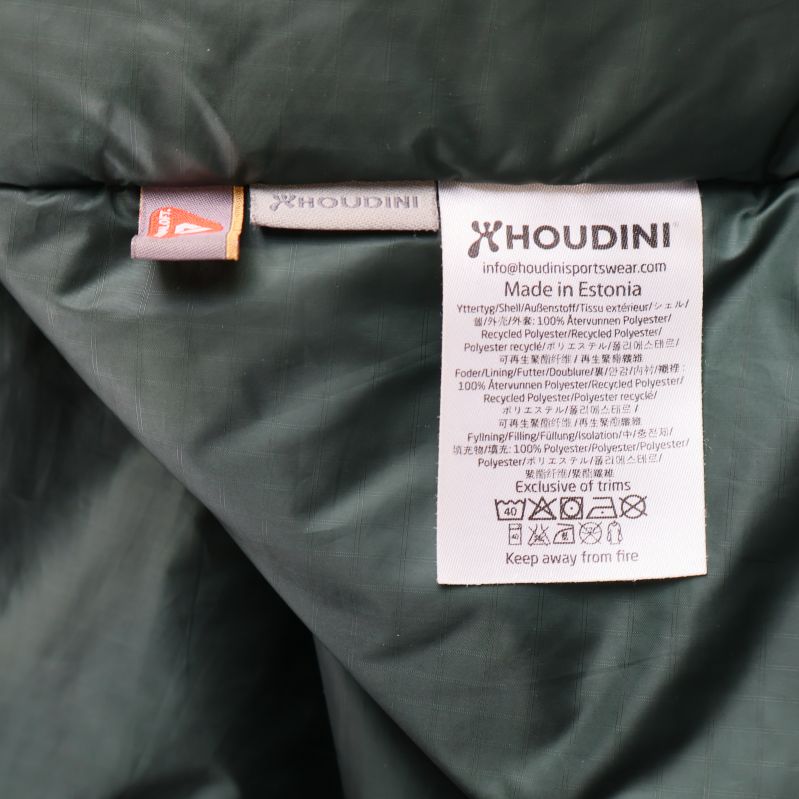 HOUDINI
HOUDINI
info@houdinisportswear.com
Made in Estonia
Yttertyg/Shell/Außenstoff/Tissu extérieur/シェル/
겉/外壳/外套: 100% Återvunnen Polyester/
Recycled Polyester/Recycled Polyester/
Polyester recyclé/ポリエステル/폴리에스테르/
可再生聚酯纤维/再生聚酯纖維
Foder/Lining/Futter/Doublure/裏/안감/内衬/襯裡:
100% Återvunnen Polyester/Recycled Polyester/
Recycled Polyester/Polyester recyclé/
ポリエステル/폴리에스테르/
可再生聚酯纤维/再生聚酯纖維
Fyllning/Filling/Füllung/Isolation/中/충전재/
填充物/填充: 100% Polyester/Polyester/Polyester/
Polyester/ポリエステル/폴리에스테르/
聚酯纤维/聚酯纖維
Exclusive of trims
40
40
Keep away from fire